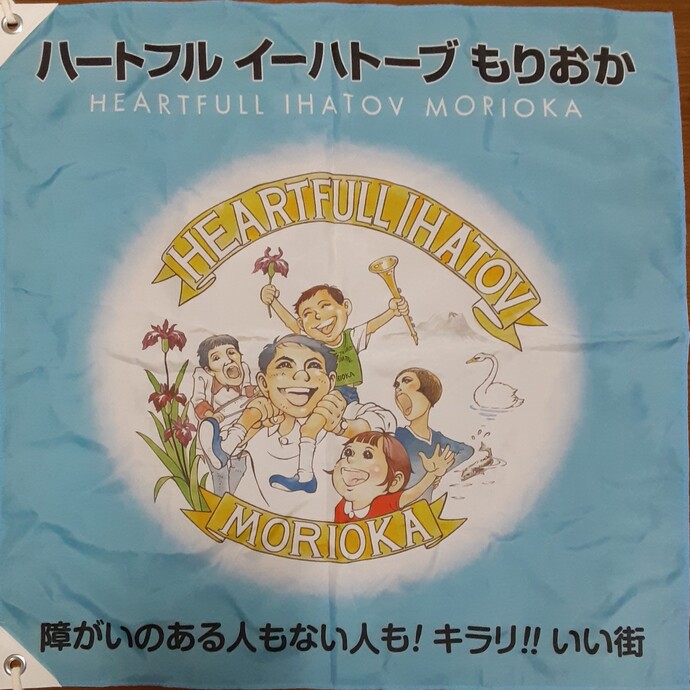 ハートフル イーハトーブ もりおか
HEARTFULL IHATOV MORIOKA
HEARTFULL IHATOV
MORIOKA
障がいのある人もない人も! キラリ!! いい街